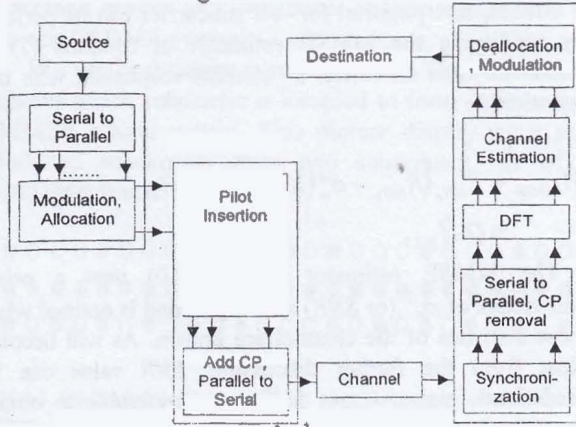 Source
Serial to
Parallel
Modulation,
Allocation
Pilot
Insertion
Add CP,
Parallel to
Serial
Channel
Synchroni-
zation
Serial to
Parallel, CP
removal
DFT
Channel
Estimation
Deallocation
, Modulation
Destination